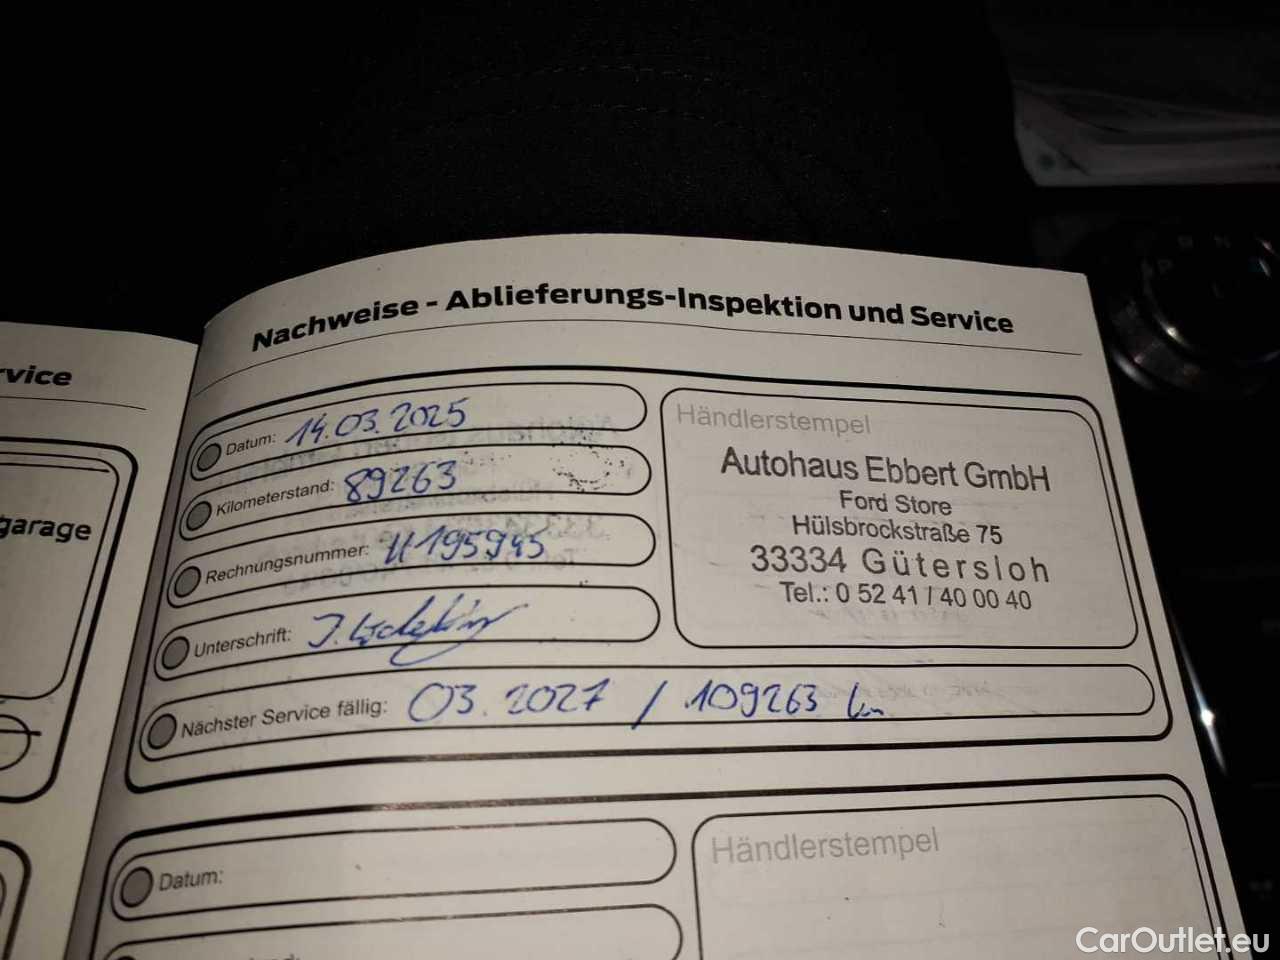 rvice
garage
Nachweise - Ablieferungs-Inspektion und Service
Datum: 14.03.2025
Kilometerstand: 89263
Rechnungsnummer: U195945
Unterschrift:
Nächster Service fällig: 03.2027 / 109263 km
Händlerstempel
Autohaus Ebbert GmbH
Ford Store
Hülsbrockstraße 75
33334 Gütersloh
Tel.: 0 52 41 / 40 00 40
Datum:
Händlerstempel
CarOutlet.eu